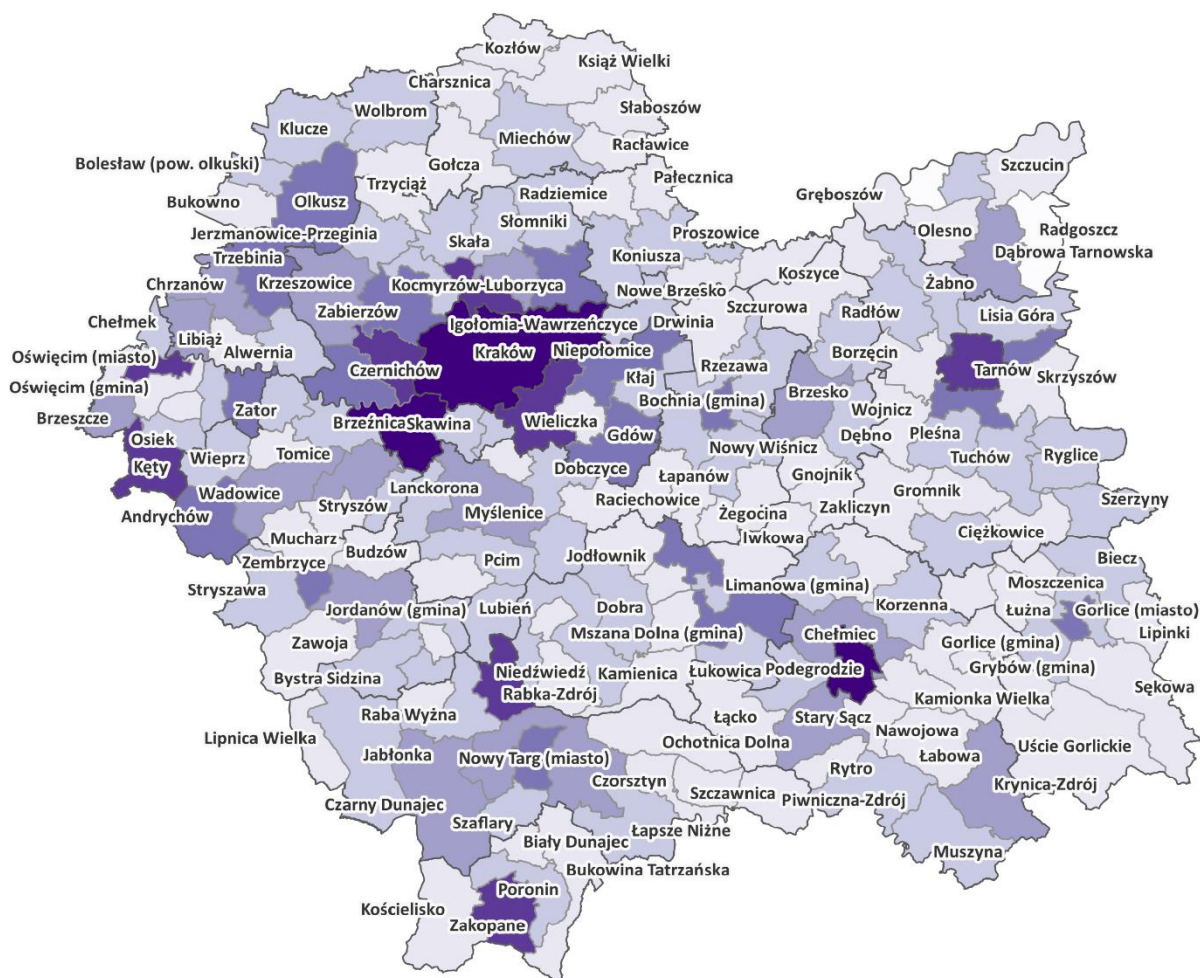 Kozłów
Książ Wielki
Charsznica
Wolbrom
Słaboszów
Klucze
Miechów
Racławice
Bolesław (pow. olkuski)
Gołcza
Szczucin
Trzyciąż
Pałecznica
Bukowno
Olkusz
Radziemice
Gręboszów
Słomniki
Radgoszcz
Jerzmanowice-Przeginia
Skała
Proszowice
Olesno
Dąbrowa Tarnowska
Trzebinia
Koniusza
Koszyce
Chrzanów
Krzeszowice
Kocmyrzów-Luborzyca
Nowe Brzesko
Żabno
Zabierzów
Szczurowa
Radłów
Lisia Góra
Chełmek
Igołomia-Wawrzeńczyce
Drwinia
Libiąż
Alwernia
Kraków
Niepołomice
Borzęcin
Oświęcim (miasto)
Czernichów
Rzezawa
Tarnów
Skrzyszów
Oświęcim (gmina)
Kłaj
Brzesko
Brzeszcze
Zator
Bochnia (gmina)
Wojnicz
Brzeźnica
Skawina
Wieliczka
Pleśna
Osiek
Gdów
Nowy Wiśnicz
Dębno
Wieprz
Tomice
Tuchów
Ryglice
Kęty
Dobczyce
Łapanów
Gnojnik
Wadowice
Lanckorona
Gromnik
Stryszów
Raciechowice
Zakliczyn
Szerzyny
Andrychów
Myślenice
Żegocina
Mucharz
Iwkowa
Ciężkowice
Budzów
Zembrzyce
Pcim
Jodłownik
Biecz
Stryszawa
Limanowa (gmina)
Moszczenica
Jordanów (gmina)
Lubień
Dobra
Korzenna
Łużna
Gorlice (miasto)
Zawoja
Mszana Dolna (gmina)
Chełmiec
Gorlice (gmina)
Lipinki
Niedźwiedź
Kamienica
Łukowica
Podegrodzie
Grybów (gmina)
Bystra Sidzina
Rabka-Zdrój
Sękowa
Kamionka Wielka
Raba Wyżna
Łącko
Stary Sącz
Lipnica Wielka
Nawojowa
Ochotnica Dolna
Uście Gorlickie
Jabłonka
Nowy Targ (miasto)
Łabowa
Rytro
Czorsztyn
Krynica-Zdrój
Szczawnica
Piwniczna-Zdrój
Czarny Dunajec
Szaflary
Łapsze Niżne
Biały Dunajec
Muszyna
Bukowina Tatrzańska
Poronin
Kościelisko
Zakopane